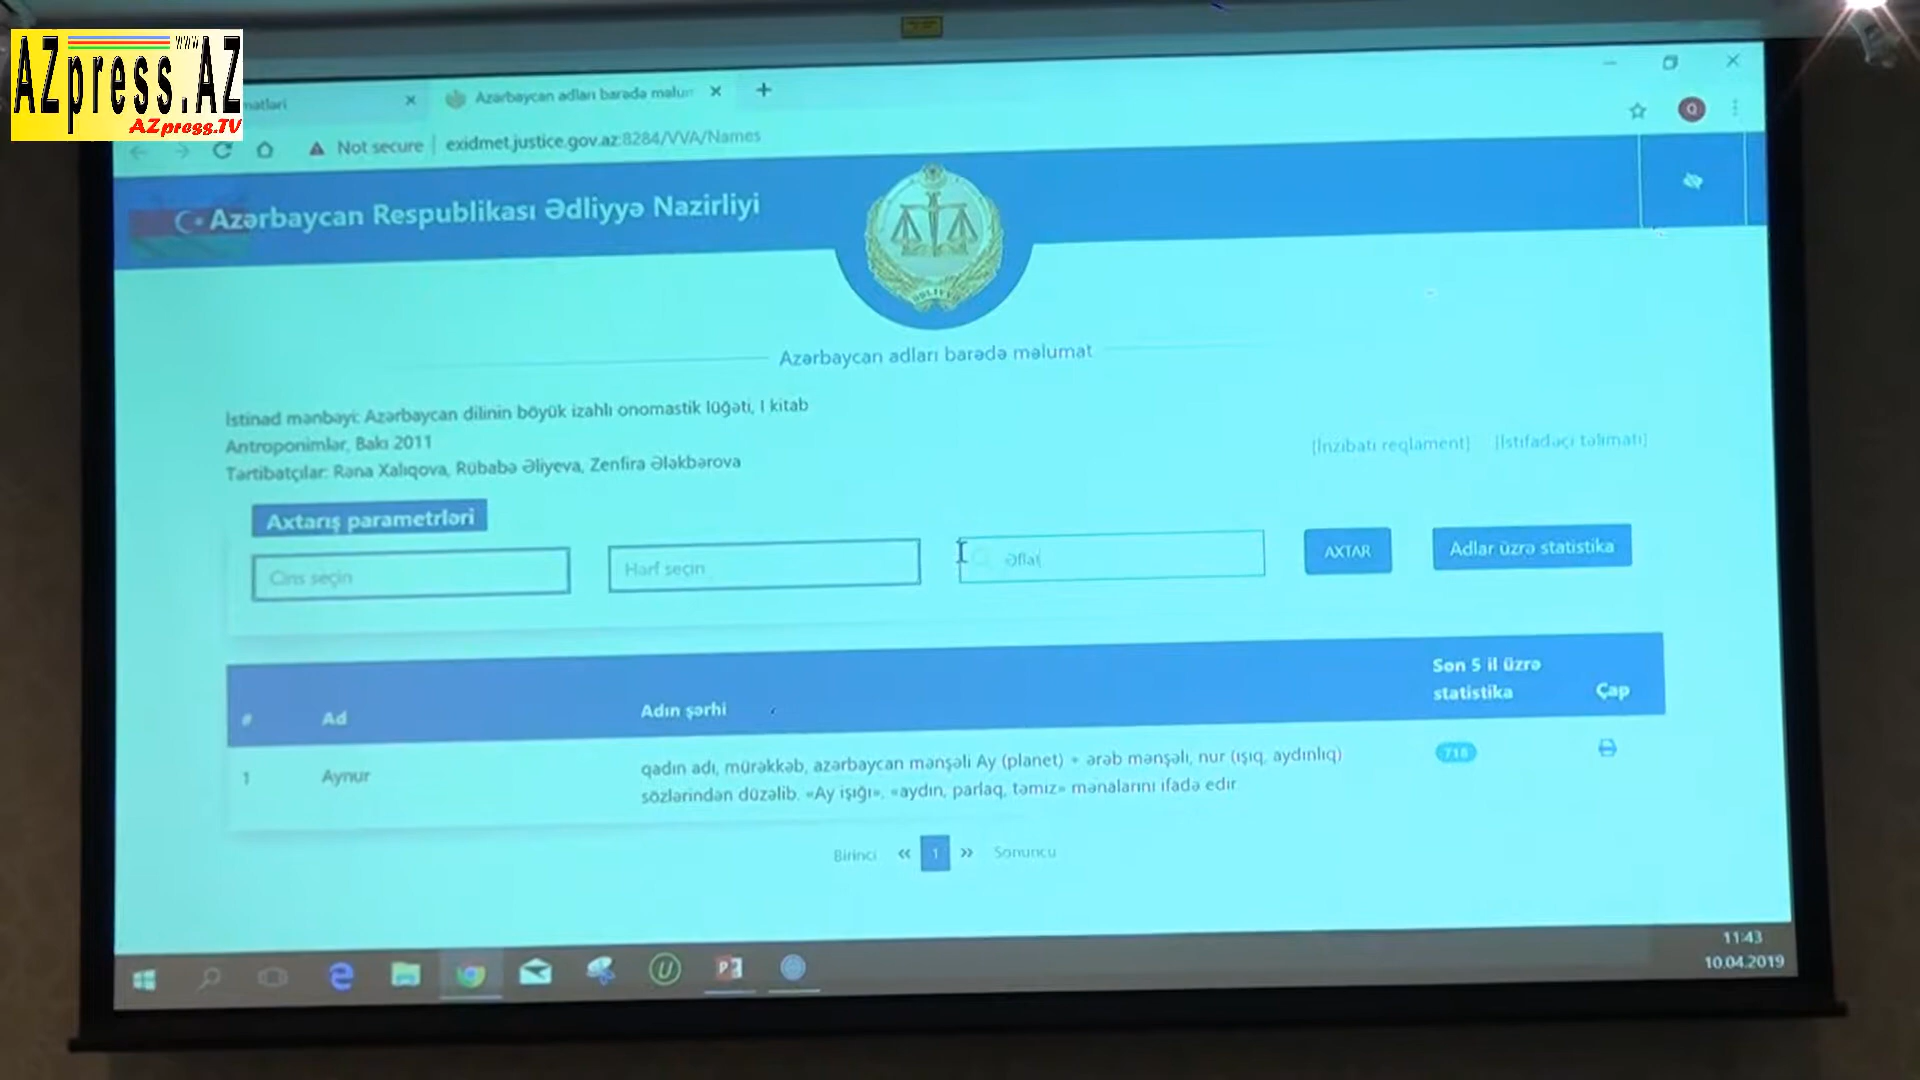 www
AZpress.AZ
AZpress.TV
Azərbaycan adları barədə məlum
Not secure | exidmet.justice.gov.az:8284/VVA/Names
Q
Azərbaycan Respublikası Ədliyyə Nazirliyi
Azərbaycan adları barədə məlumat
İstinad mənbəyi: Azərbaycan dilinin böyük izahlı onomastik lüğəti, I kitab
Antroponimlər, Bakı 2011
Tərtibatçılar: Rəna Xalıqova, Rübabə Əliyeva, Zenfira Ələkbərova
[İnzibati reqlament] [İstifadəçi təlimatı]
Axtarış parametrləri
Cins seçin
Hərf seçin
Əflat
AXTAR
Adlar üzrə statistika
# Ad Adın şərhi Son 5 il üzrə statistika Çap
1 Aynur qadın adı, mürəkkəb, azərbaycan mənşəli Ay (planet) + ərəb mənşəli, nur (ışıq, aydınlıq)
sözlərindən düzəlib. «Ay işığı», «aydın, parlaq, təmiz» mənalarını ifadə edir
718
Birinci « 1 » Sonuncu
11:43
10.04.2019